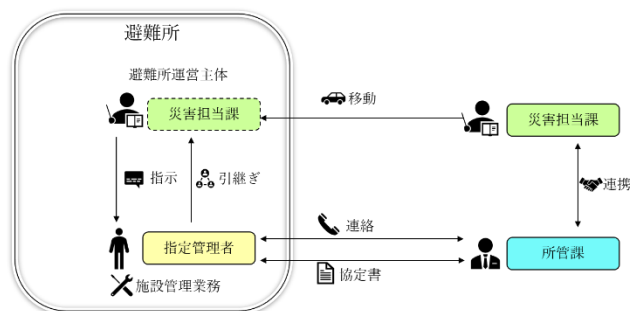 避難所
避難所運営主体
災害担当課
移動
災害担当課
指示
引継ぎ
連携
指定管理者
連絡
所管課
施設管理業務
協定書